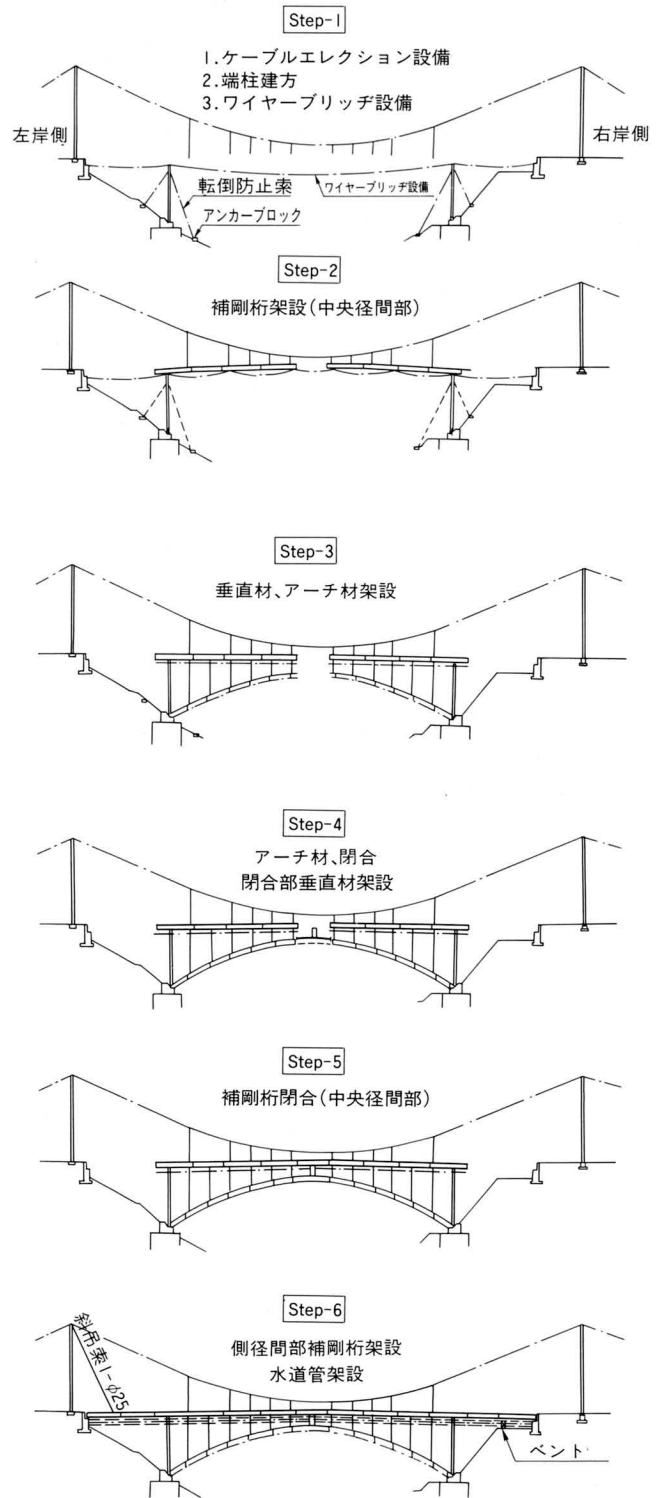 Step-1
1.ケーブルエレクション設備
2.端柱建方
3.ワイヤーブリッヂ設備
左岸側
右岸側
転倒防止索
ワイヤーブリッヂ設備
アンカーブロック
Step-2
補剛桁架設(中央径間部)
Step-3
垂直材、アーチ材架設
Step-4
アーチ材、閉合
閉合部垂直材架設
Step-5
補剛桁閉合(中央径間部)
Step-6
側径間部補剛桁架設
水道管架設
斜吊索1-φ25
ベント